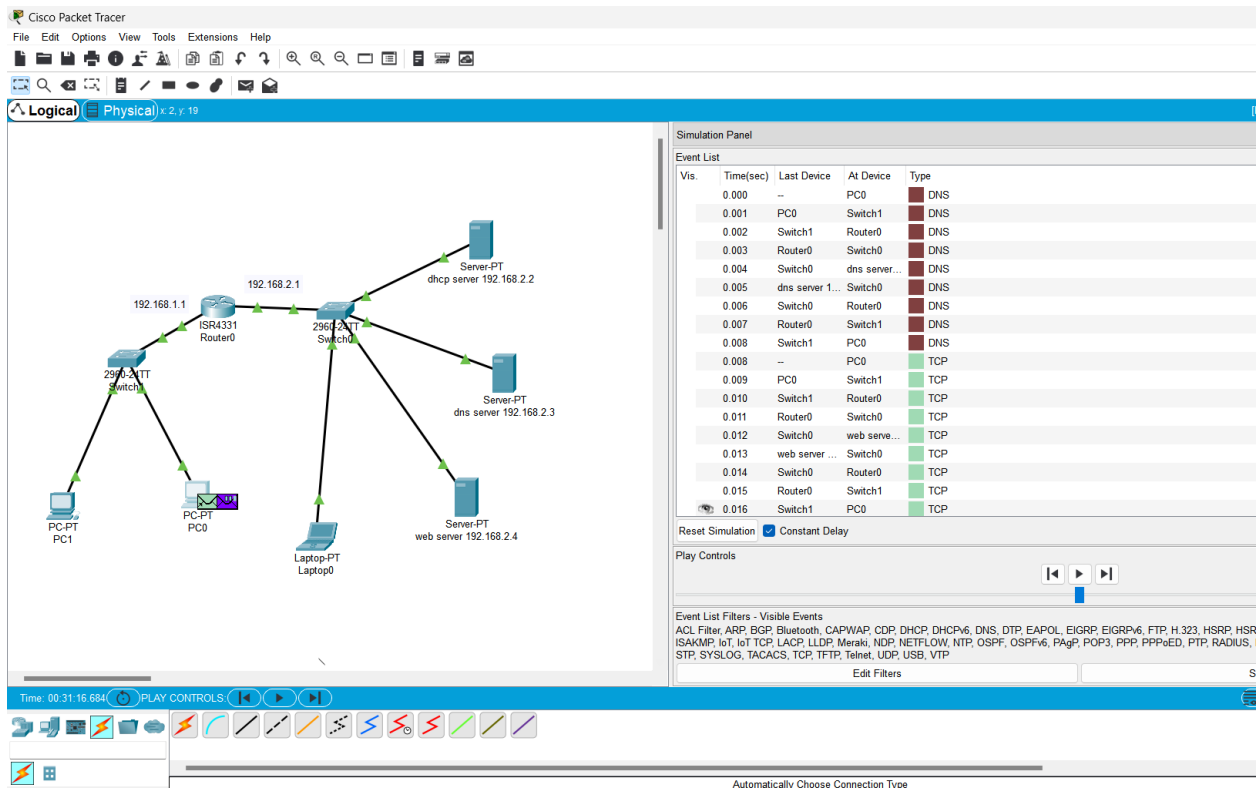 Cisco Packet Tracer
File Edit Options View Tools Extensions Help
Logical Physical x: 2, y: 19
Simulation Panel
Event List
Vis. Time(sec) Last Device At Device Type
0.000 -- PC0 DNS
0.001 PC0 Switch1 DNS
0.002 Switch1 Router0 DNS
0.003 Router0 Switch0 DNS
0.004 Switch0 dns server... DNS
0.005 dns server 1... Switch0 DNS
0.006 Switch0 Router0 DNS
0.007 Router0 Switch1 DNS
0.008 Switch1 PC0 DNS
0.008 -- PC0 TCP
0.009 PC0 Switch1 TCP
0.010 Switch1 Router0 TCP
0.011 Router0 Switch0 TCP
0.012 Switch0 web serve... TCP
0.013 web server ... Switch0 TCP
0.014 Switch0 Router0 TCP
0.015 Router0 Switch1 TCP
0.016 Switch1 PC0 TCP
Reset Simulation Constant Delay
Play Controls
Event List Filters - Visible Events
ACL Filter, ARP, BGP, Bluetooth, CAPWAP, CDP, DHCP, DHCPv6, DNS, DTP, EAPOL, EIGRP, EIGRPv6, FTP, H.323, HSRP, HSR
ISAKMP, IoT, IoT TCP, LACP, LLDP, Meraki, NDP, NETFLOW, NTP, OSPF, OSPFv6, PAgP, POP3, PPP, PPPoED, PTP, RADIUS,
STP, SYSLOG, TACACS, TCP, TFTP, Telnet, UDP, USB, VTP
Edit Filters
192.168.1.1
192.168.2.1
ISR4331
Router0
2960-24TT
Switch0
2960-24TT
Switch1
Server-PT
dhcp server 192.168.2.2
Server-PT
dns server 192.168.2.3
Server-PT
web server 192.168.2.4
PC-PT
PC1
PC-PT
PC0
Laptop-PT
Laptop0
Time: 00:31:16.684 PLAY CONTROLS:
Automatically Choose Connection Type